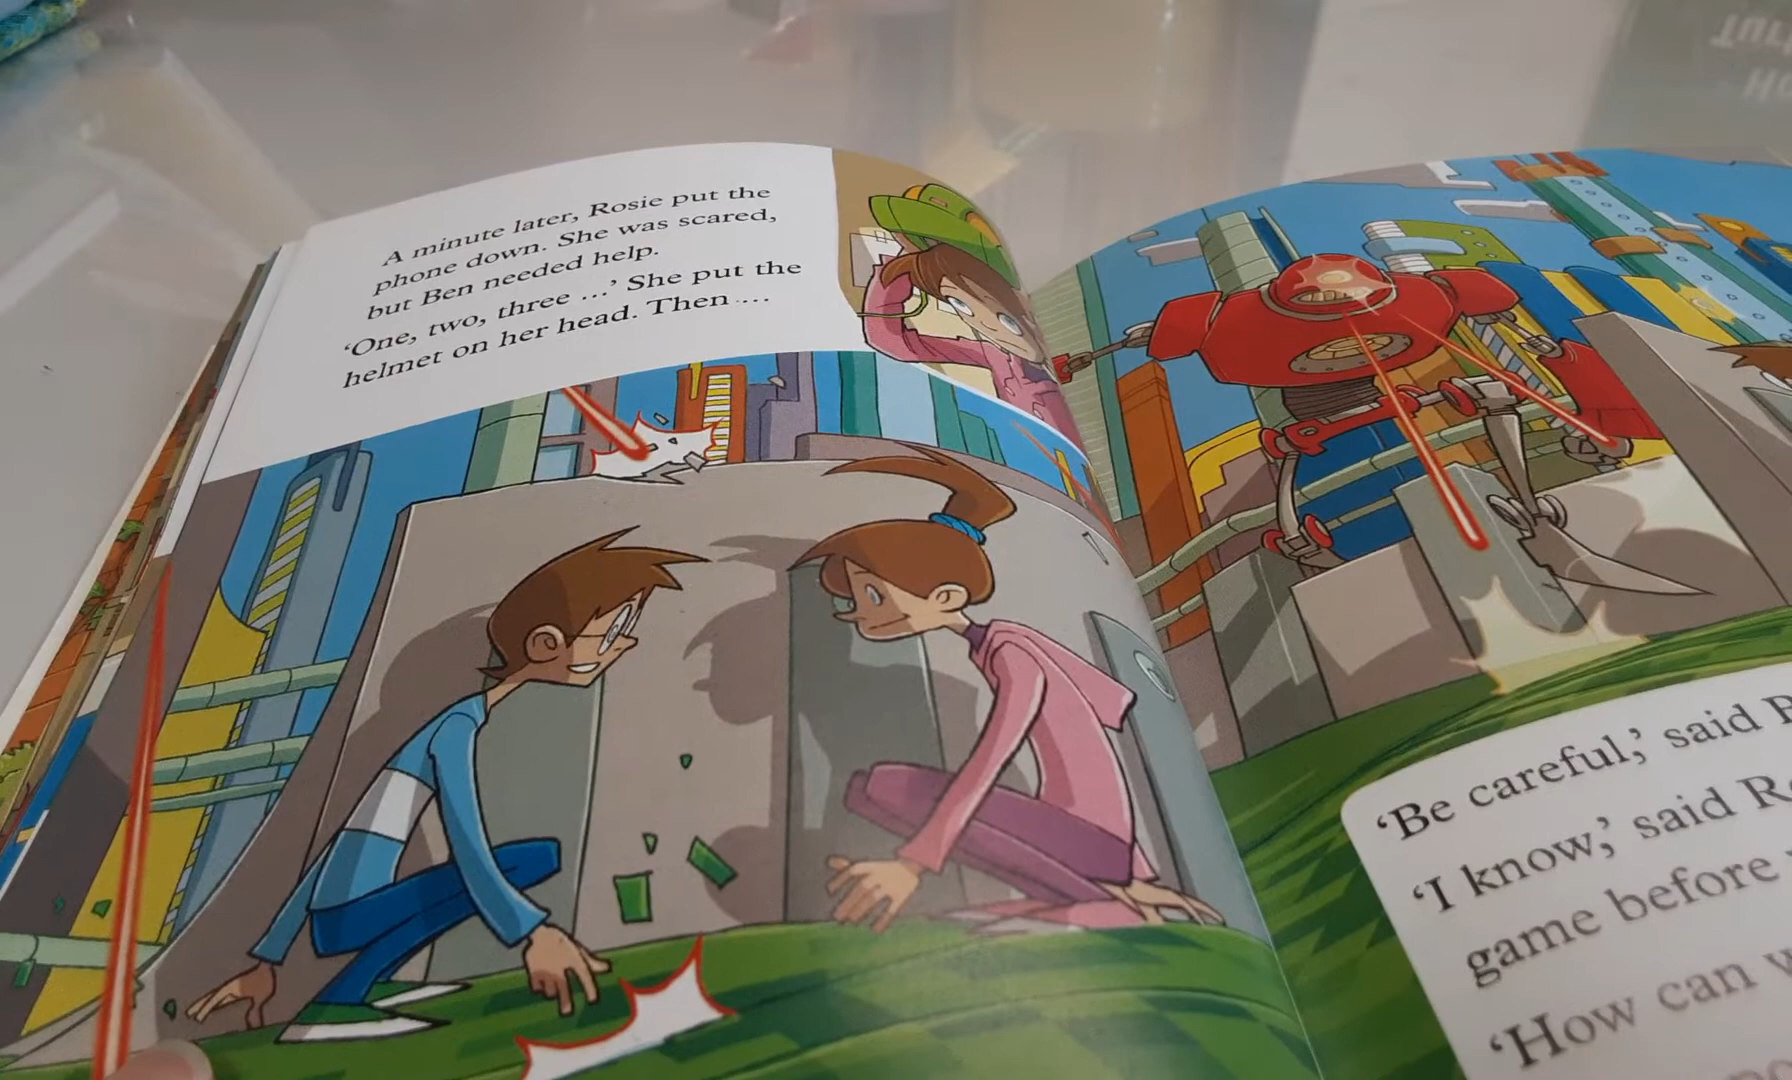 A minute later, Rosie put the
phone down. She was scared,
but Ben needed help.
‘One, two, three ...’ She put the
helmet on her head. Then ...
‘Be careful,’ said
‘I know,’ said
game before
‘How can